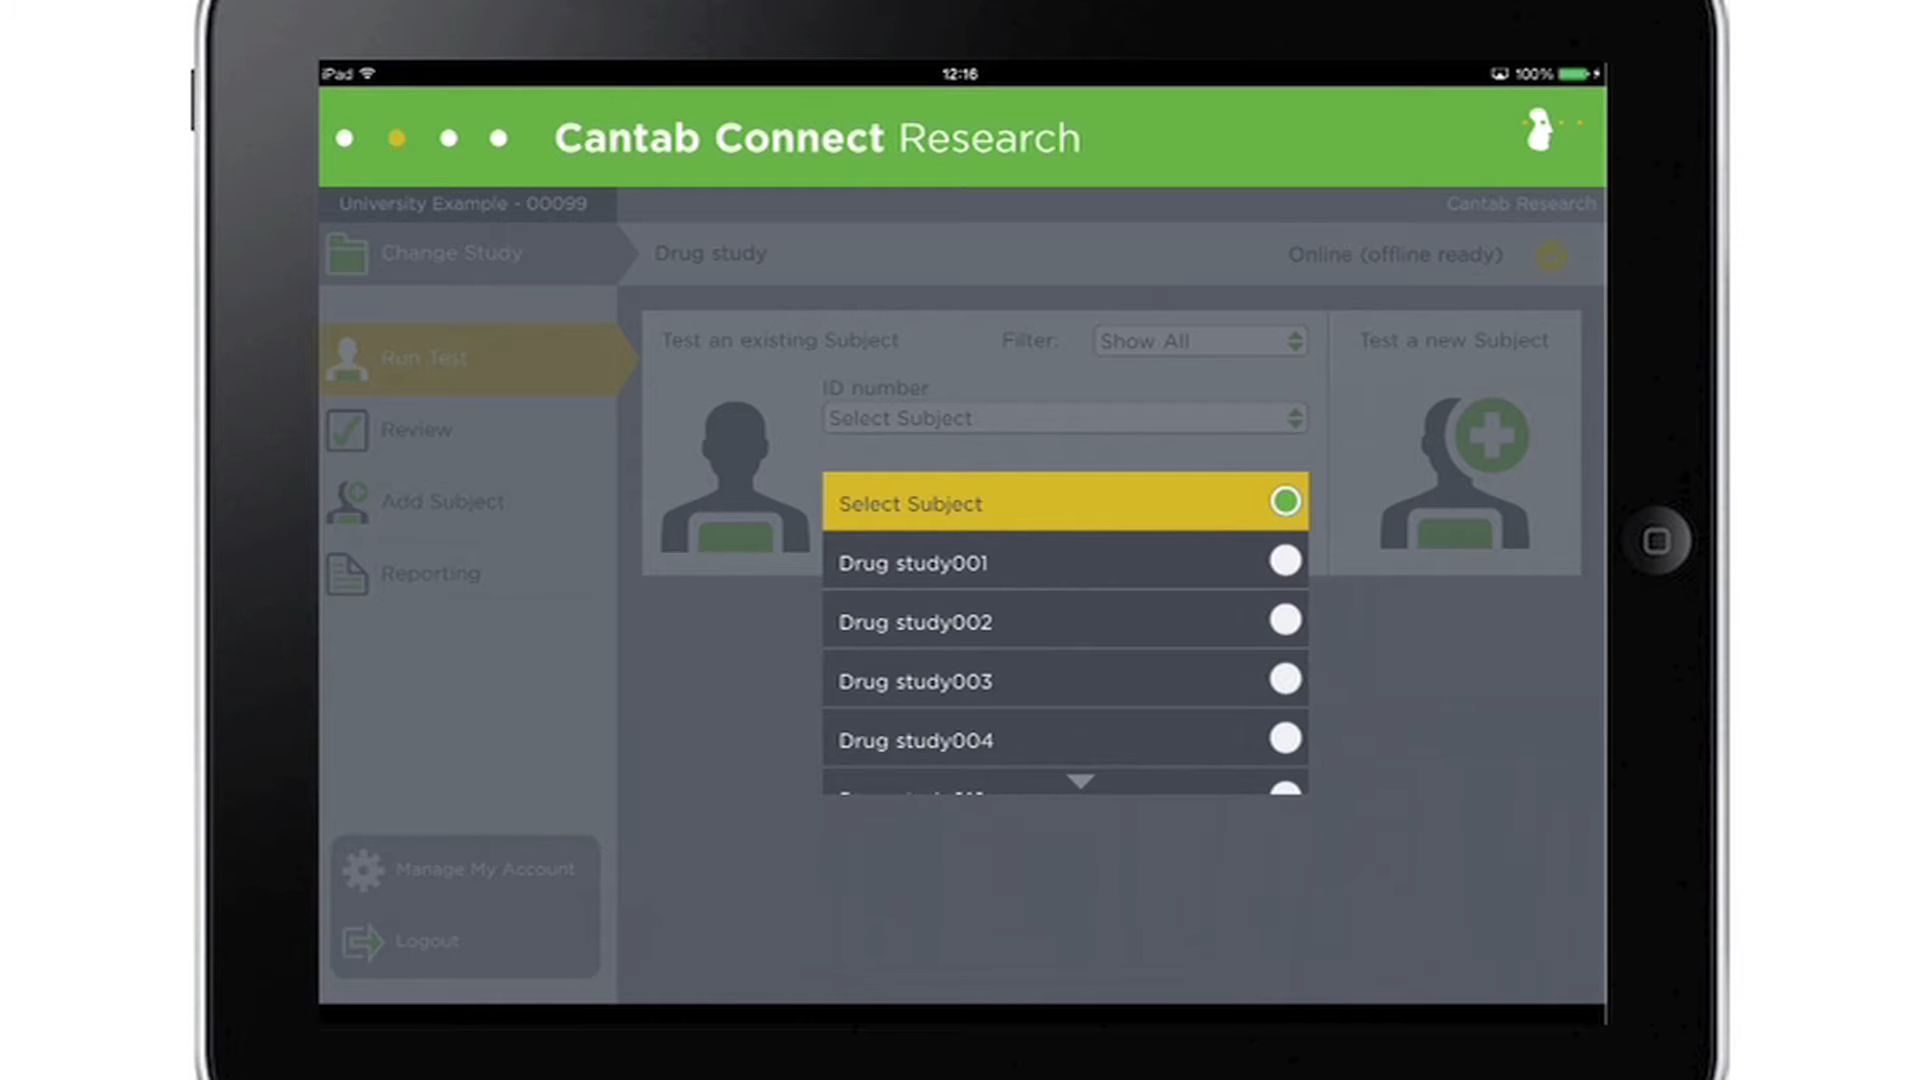 iPad
12:16
100%
Cantab Connect Research
University Example - 00099
Cantab Research
Change Study
Drug study
Online (offline ready)
Run Test
Review
Add Subject
Reporting
Test an existing Subject
Filter:
Show All
ID number
Select Subject
Test a new Subject
Select Subject
Drug study001
Drug study002
Drug study003
Drug study004
Manage My Account
Logout